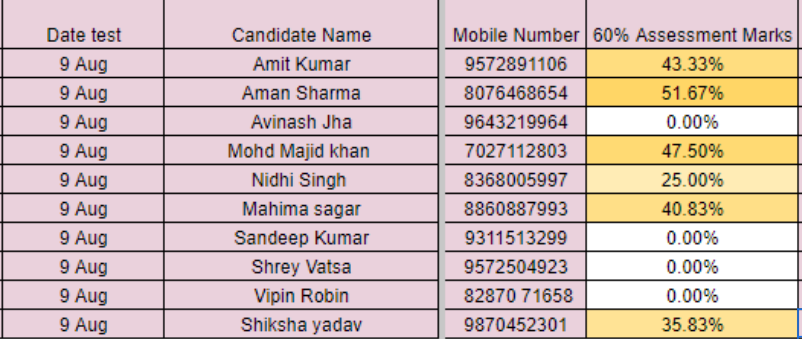 Date test Candidate Name Mobile Number 60% Assessment Marks
9 Aug Amit Kumar 9572891106 43.33%
9 Aug Aman Sharma 8076468654 51.67%
9 Aug Avinash Jha 9643219964 0.00%
9 Aug Mohd Majid khan 7027112803 47.50%
9 Aug Nidhi Singh 8368005997 25.00%
9 Aug Mahima sagar 8860887993 40.83%
9 Aug Sandeep Kumar 9311513299 0.00%
9 Aug Shrey Vatsa 9572504923 0.00%
9 Aug Vipin Robin 82870 71658 0.00%
9 Aug Shiksha yadav 9870452301 35.83%